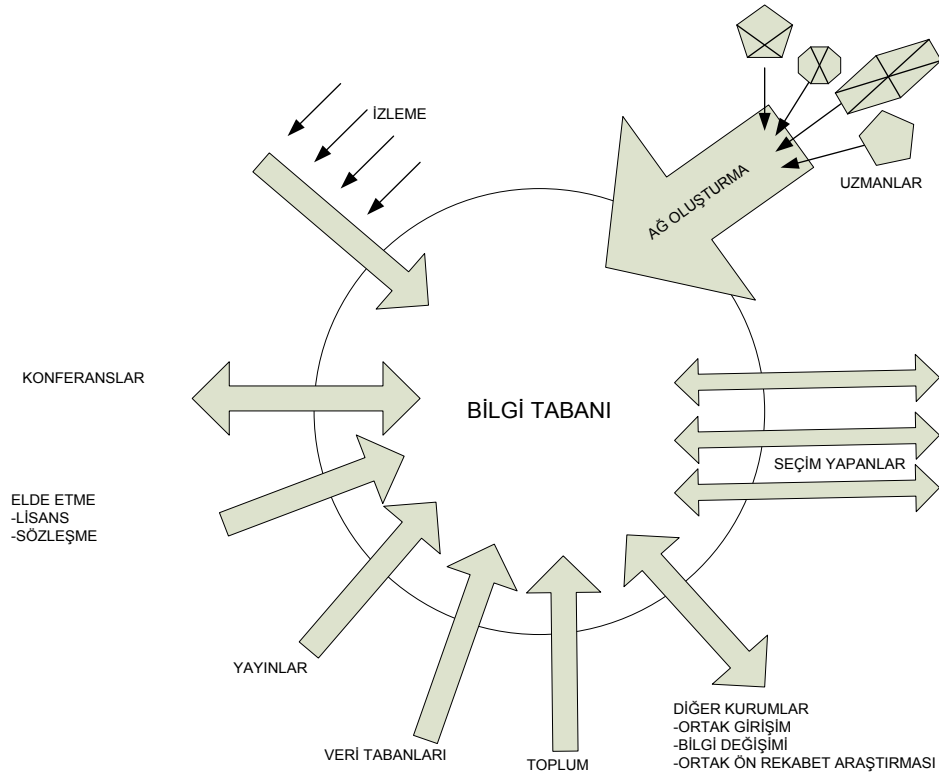 İZLEME
AĞ OLUŞTURMA
UZMANLAR
KONFERANSLAR
BİLGİ TABANI
SEÇİM YAPANLAR
ELDE ETME
-LİSANS
-SÖZLEŞME
YAYINLAR
VERİ TABANLARI
TOPLUM
DİĞER KURUMLAR
-ORTAK GİRİŞİM
-BİLGİ DEĞİŞİMİ
-ORTAK ÖN REKABET ARAŞTIRMASI